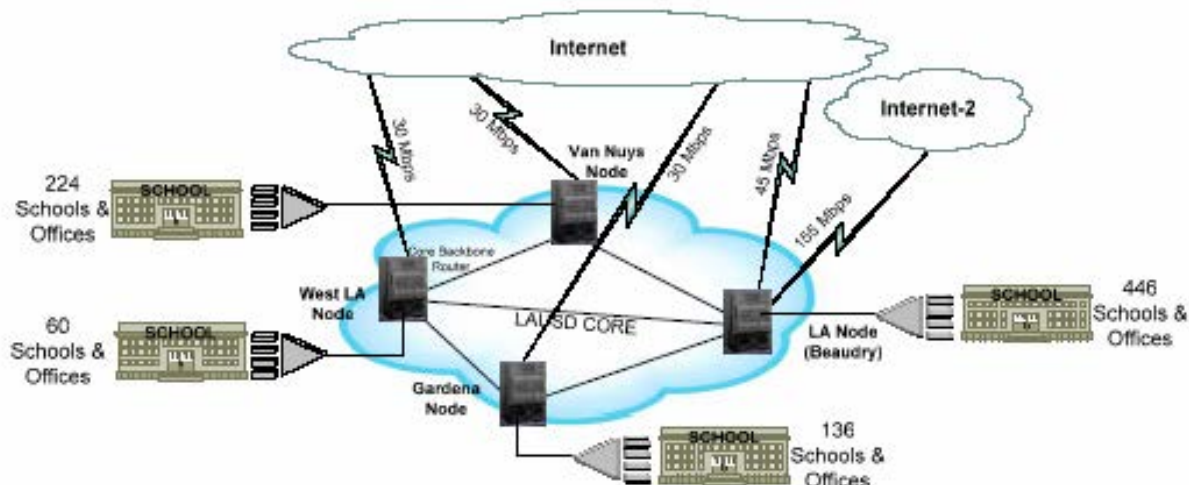 Internet
Internet-2
30 Mbps
30 Mbps
30 Mbps
45 Mbps
155 Mbps
Van Nuys
Node
224
Schools &
Offices
SCHOOL
Core Backbone
Router
West LA
Node
LAUSD CORE
60
Schools &
Offices
SCHOOL
LA Node
(Beaudry)
SCHOOL
446
Schools &
Offices
Gardena
Node
SCHOOL
136
Schools &
Offices